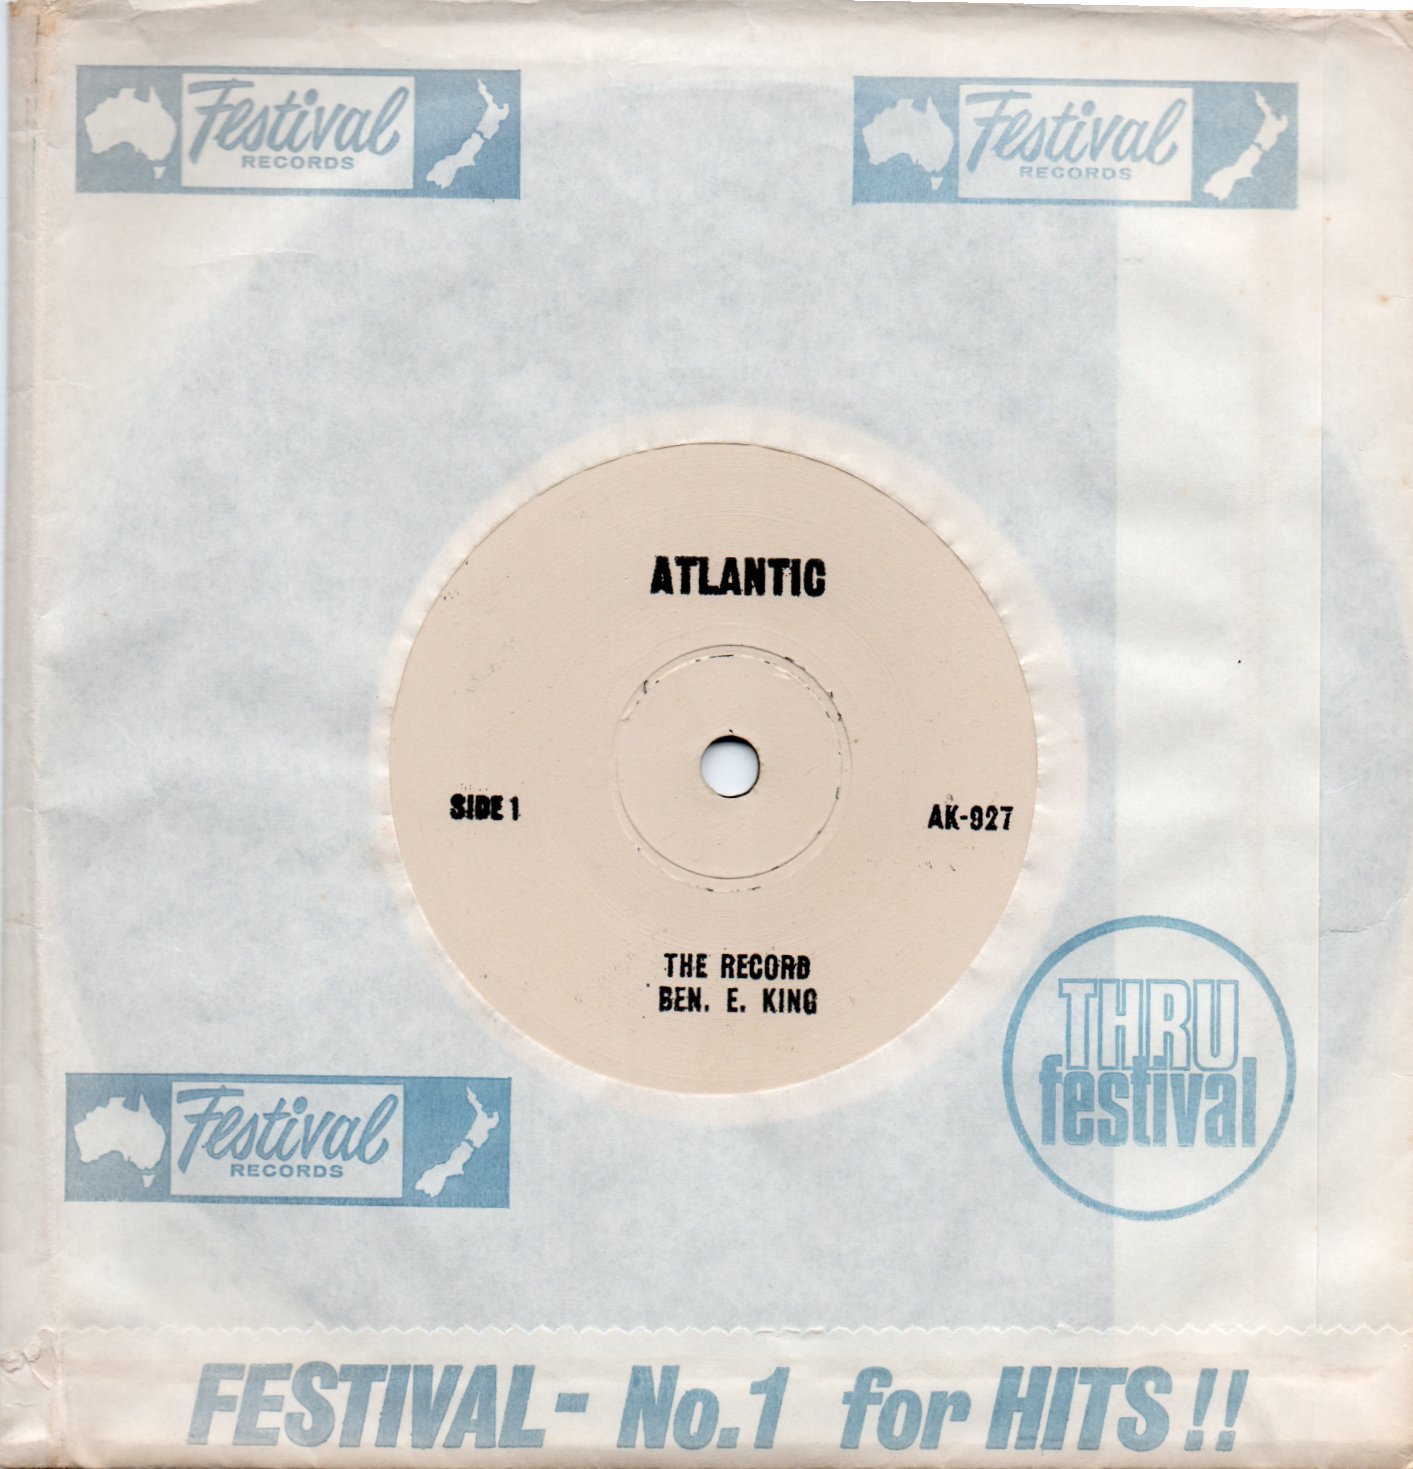 Festival
RECORDS
Festival
RECORDS
ATLANTIC
SIDE 1
AK-927
THE RECORD
BEN. E. KING
THRU
festival
Festival
RECORDS
FESTIVAL - No.1 for HITS!!